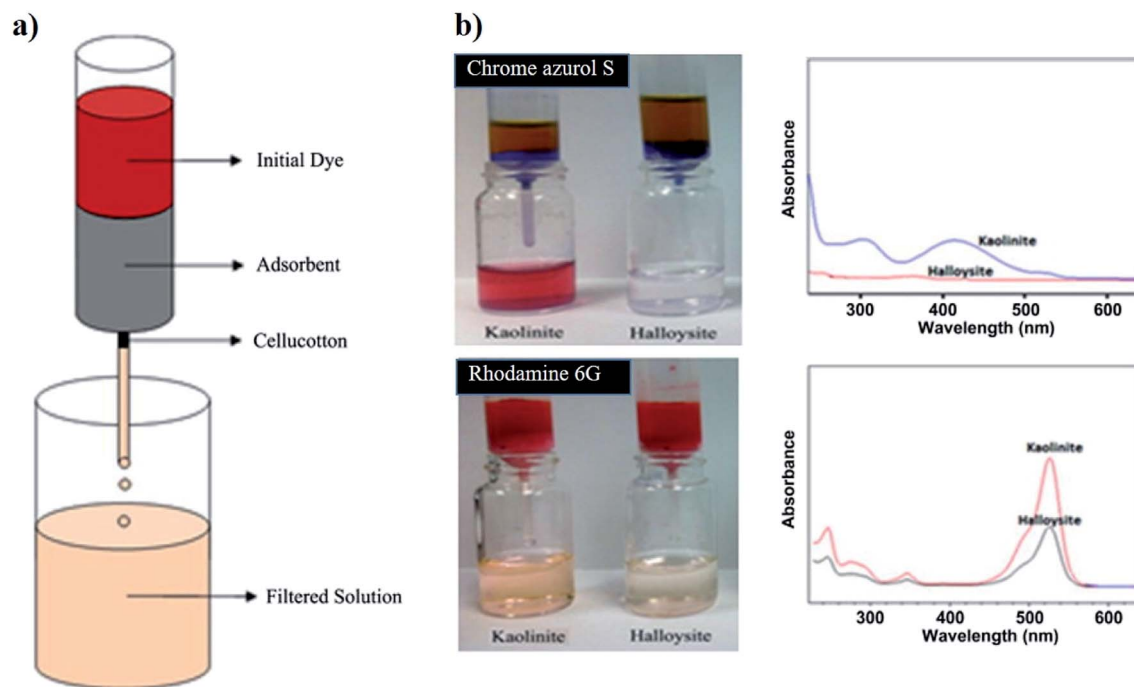 a)
Initial Dye
Adsorbent
Cellucotton
Filtered Solution
b)
Chrome azurol S
Kaolinite
Halloysite
Absorbance
Kaolinite
Halloysite
300
400
500
600
Wavelength (nm)
Rhodamine 6G
Kaolinite
Halloysite
Absorbance
Kaolinite
Halloysite
300
400
500
600
Wavelength (nm)